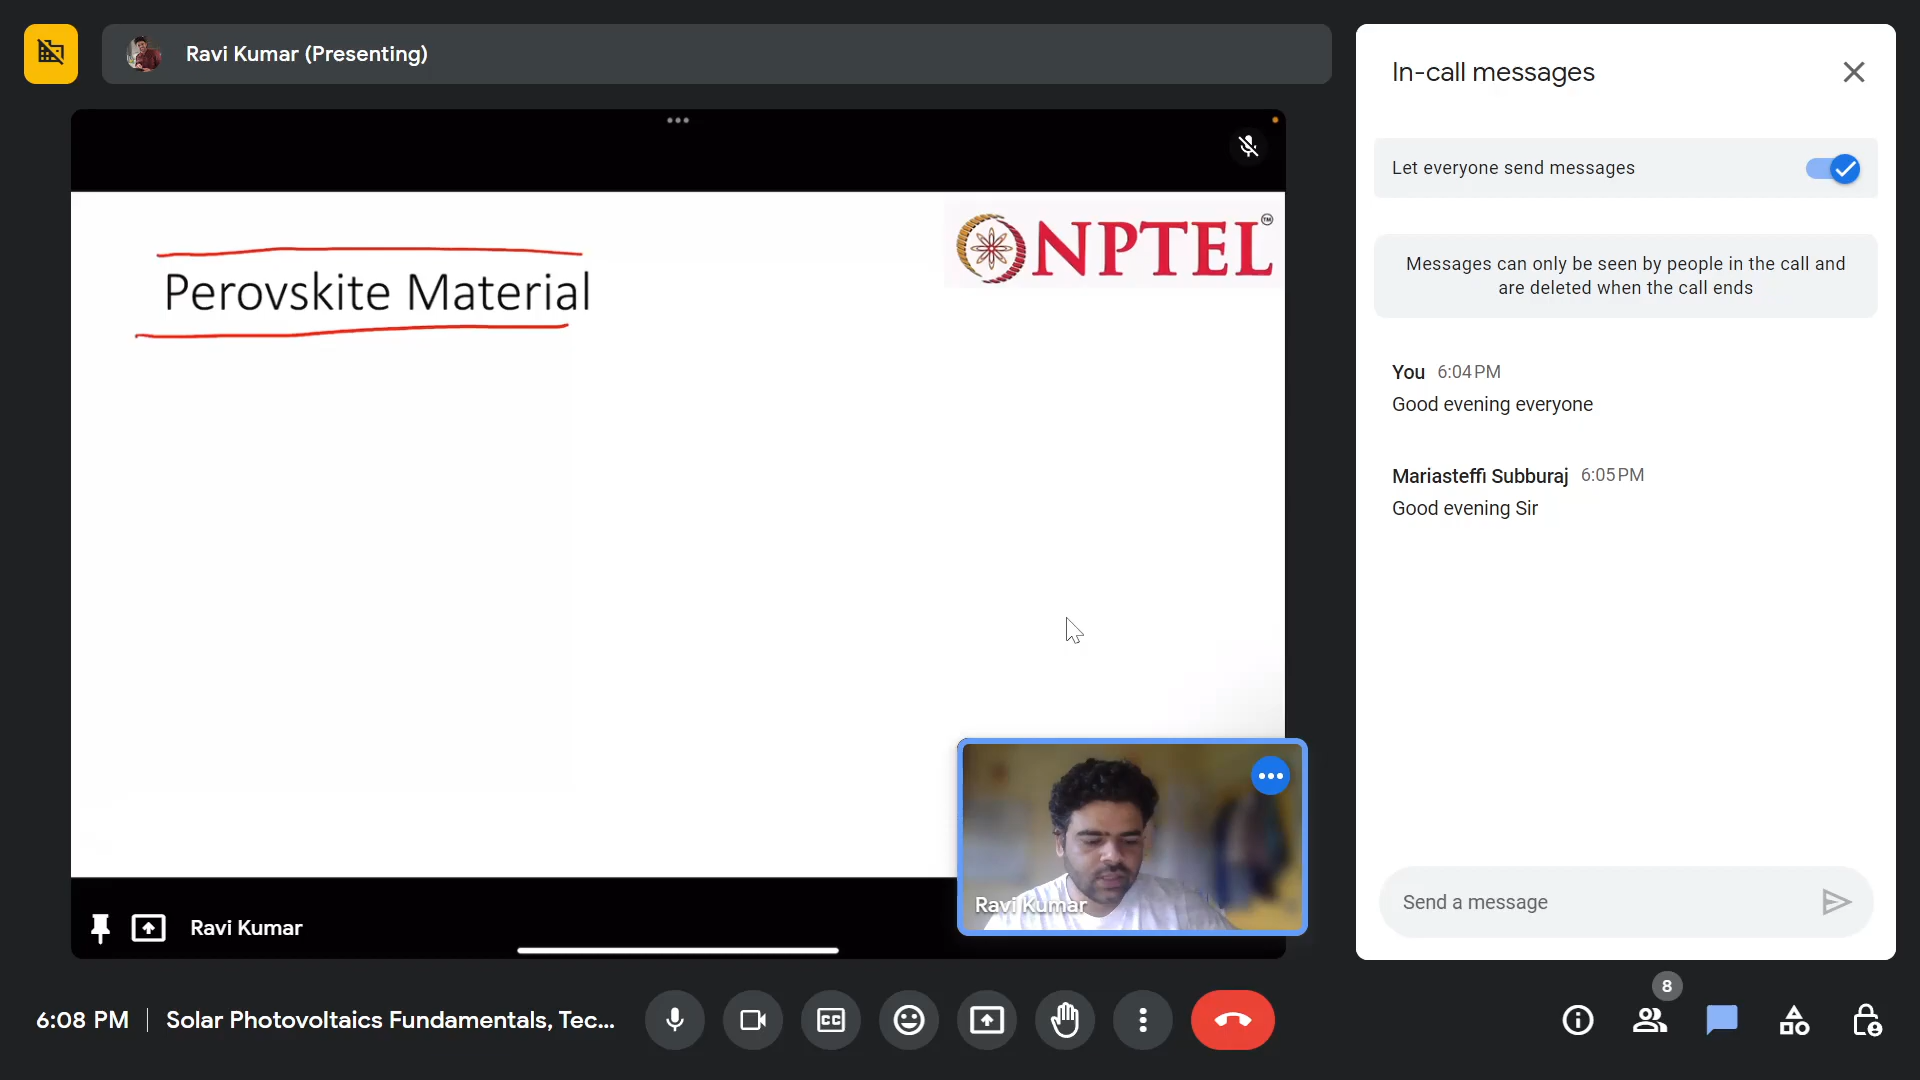 Ravi Kumar (Presenting)
Perovskite Material
NPTEL
TM
Ravi Kumar
Ravi Kumar
In-call messages
Let everyone send messages
Messages can only be seen by people in the call and
are deleted when the call ends
You 6:04 PM
Good evening everyone
Mariasteffi Subburaj 6:05 PM
Good evening Sir
Send a message
6:08 PM | Solar Photovoltaics Fundamentals, Tec...
CC
8